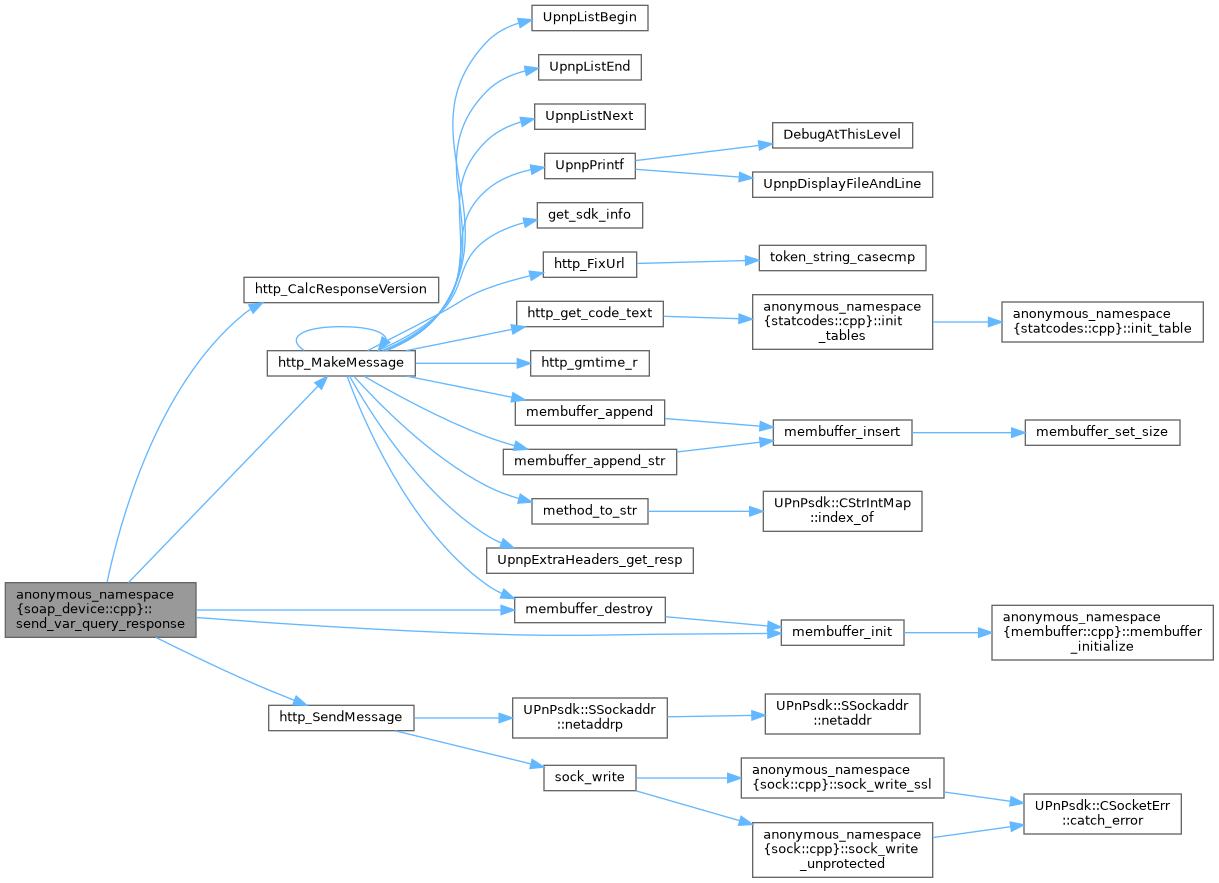 UpnpListBegin
UpnpListEnd
UpnpListNext
DebugAtThisLevel
UpnpPrintf
UpnpDisplayFileAndLine
get_sdk_info
http_FixUrl
token_string_casecmp
http_CalcResponseVersion
http_get_code_text
anonymous_namespace
{statcodes::cpp}::init
_tables
anonymous_namespace
{statcodes::cpp}::init_table
http_MakeMessage
http_gmtime_r
membuffer_append
membuffer_insert
membuffer_set_size
membuffer_append_str
method_to_str
UPnPsdk::CStrIntMap
::index_of
UpnpExtraHeaders_get_resp
anonymous_namespace
{soap_device::cpp}::
send_var_query_response
membuffer_destroy
membuffer_init
anonymous_namespace
{membuffer::cpp}::membuffer
_initialize
http_SendMessage
UPnPsdk::SSockaddr
::netaddrp
UPnPsdk::SSockaddr
::netaddr
sock_write
anonymous_namespace
{sock::cpp}::sock_write_ssl
UPnPsdk::CSocketErr
::catch_error
anonymous_namespace
{sock::cpp}::sock_write
_unprotected